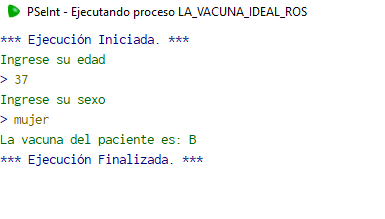 PSeInt - Ejecutando proceso LA_VACUNA_IDEAL_ROS
*** Ejecución Iniciada. ***
Ingrese su edad
> 37
Ingrese su sexo
> mujer
La vacuna del paciente es: B
*** Ejecución Finalizada. ***